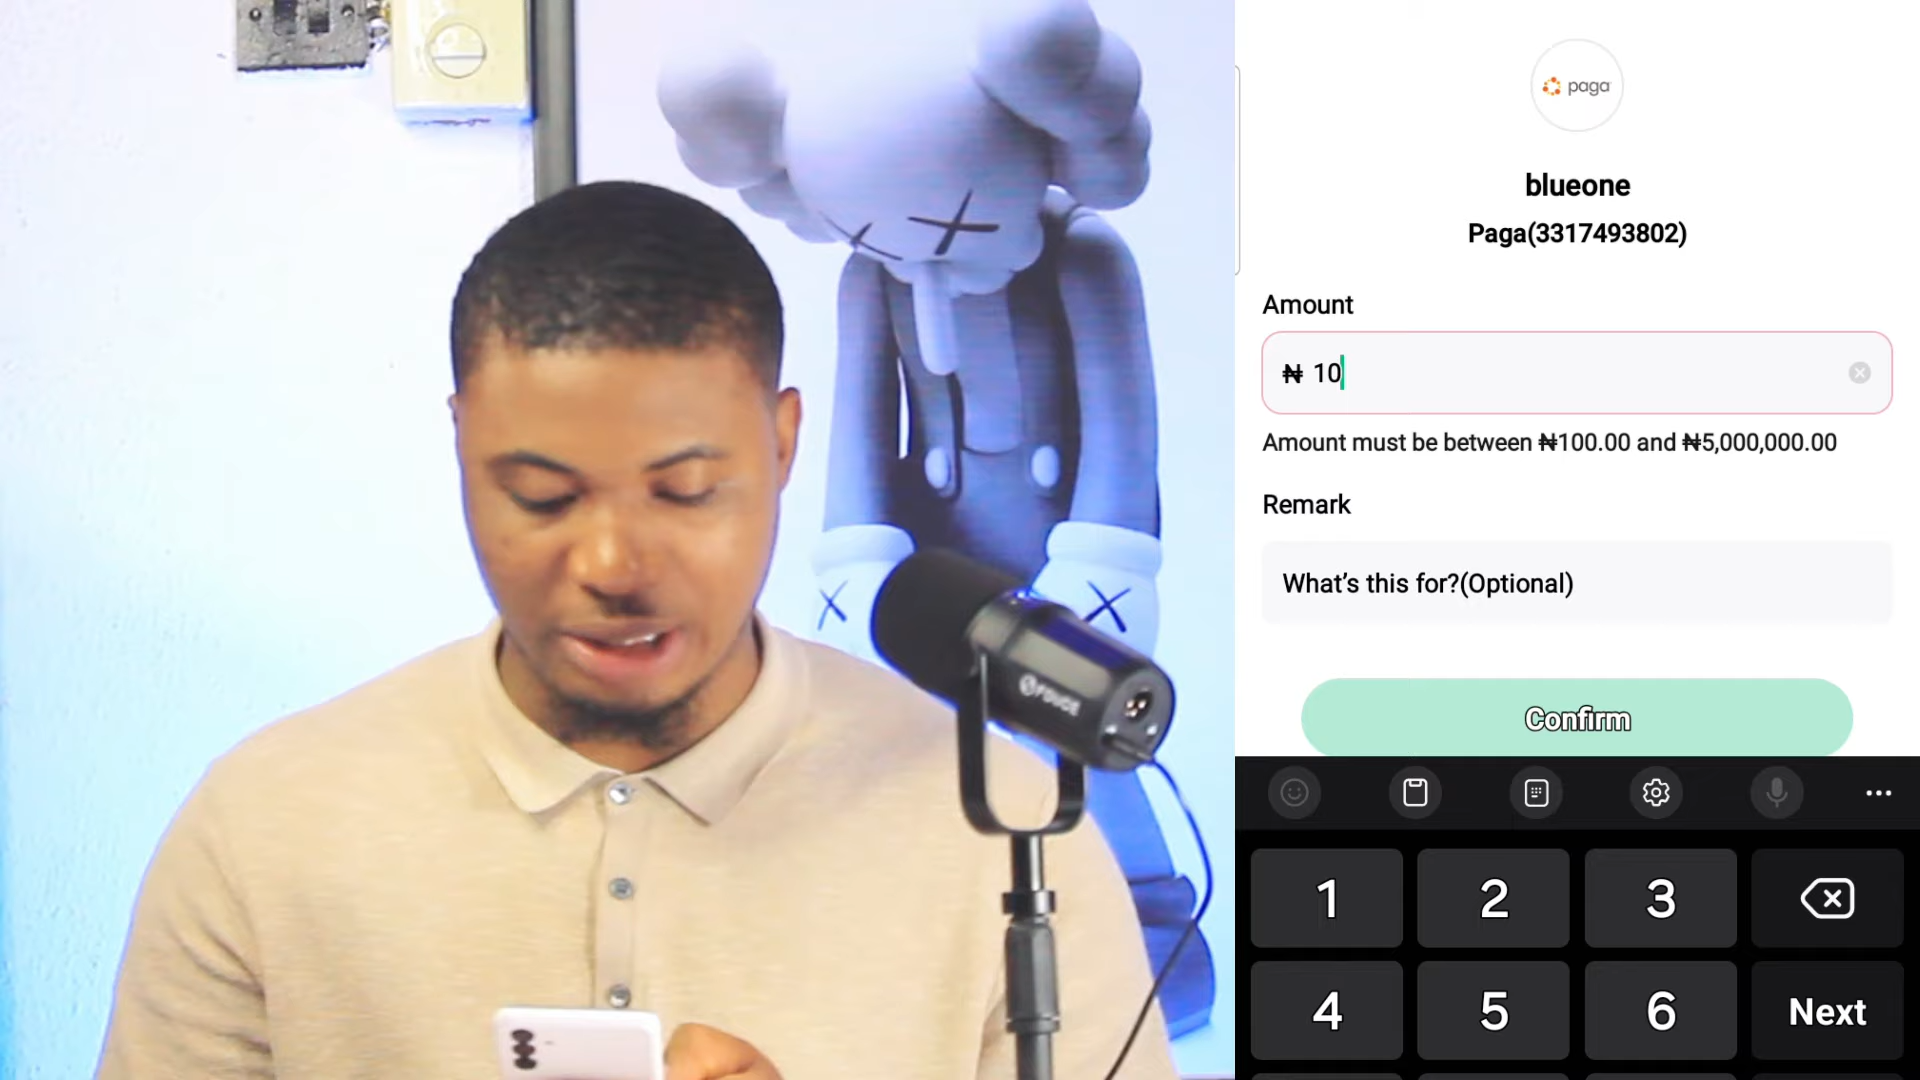 paga
blueone
Paga(3317493802)
Amount
₦ 10
Amount must be between ₦100.00 and ₦5,000,000.00
Remark
What's this for?(Optional)
Confirm
1 2 3
4 5 6 Next